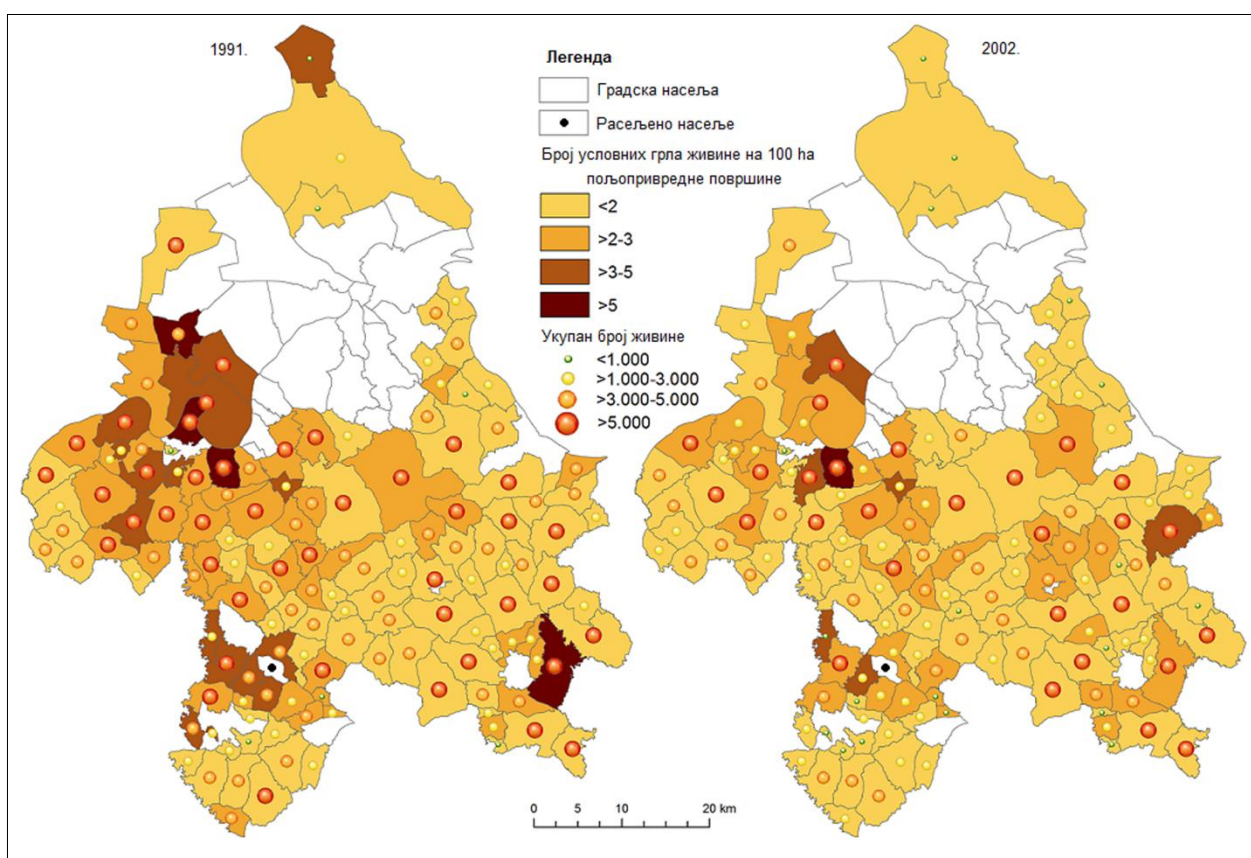 1991.
2002.
Легенда
Градска насеља
Расељено насеље
Број условних грла живине на 100 ha
пољопривредне површине
<2
>2-3
>3-5
>5
Укупан број живине
<1.000
>1.000-3.000
>3.000-5.000
>5.000
0 5 10 20 km